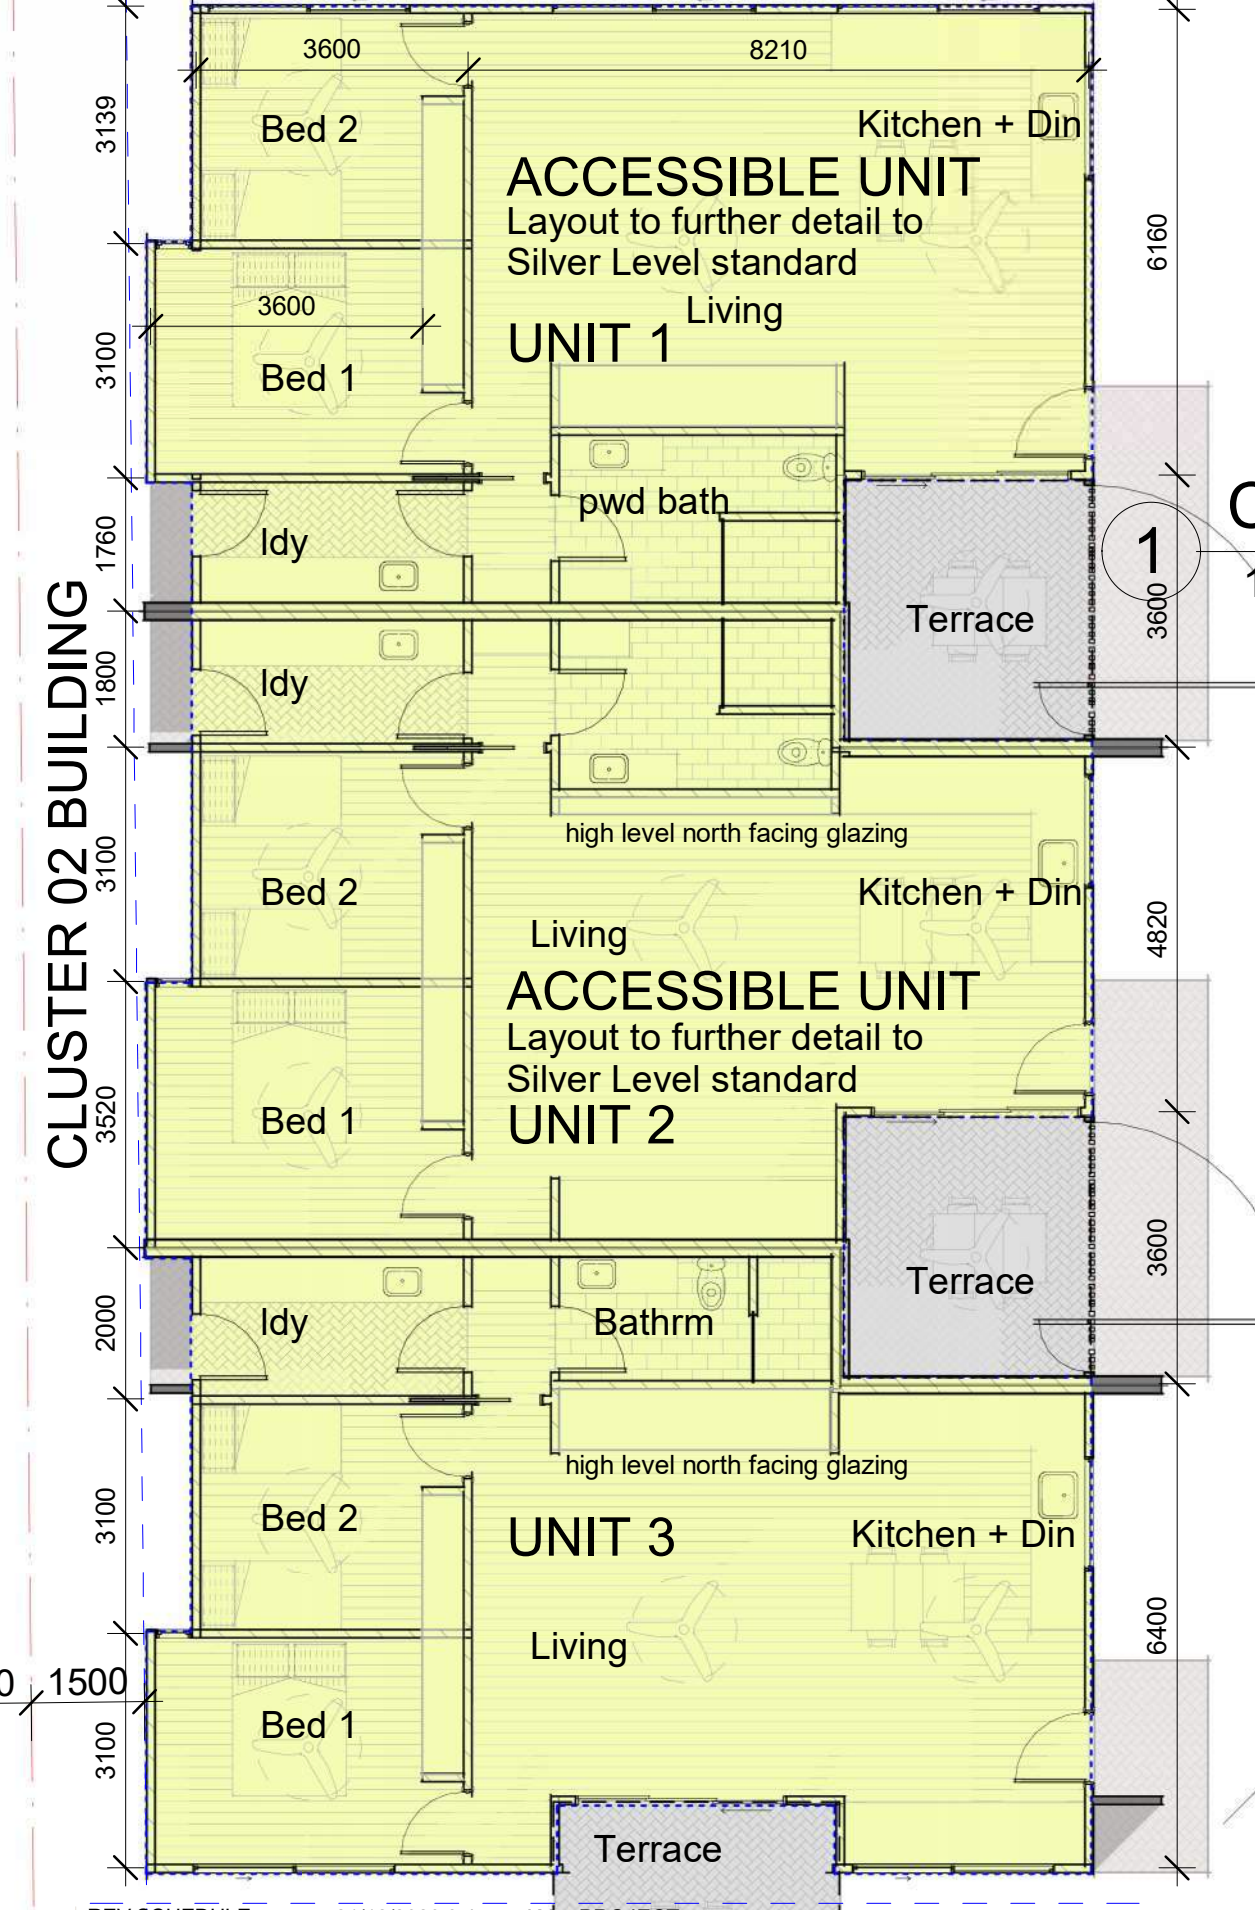 3600
8210
3139
Bed 2
Kitchen + Din
ACCESSIBLE UNIT
Layout to further detail to
Silver Level standard
6160
3600
Living
UNIT 1
3100
Bed 1
pwd bath
1760
ldy
1
Terrace
3600
CLUSTER 02 BUILDING
1800
ldy
high level north facing glazing
3100
Bed 2
Kitchen + Din
Living
4820
ACCESSIBLE UNIT
Layout to further detail to
Silver Level standard
UNIT 2
3520
Bed 1
3600
Terrace
2000
ldy
Bathrm
high level north facing glazing
3100
Bed 2
UNIT 3
Kitchen + Din
Living
6400
1500
Bed 1
3100
Terrace